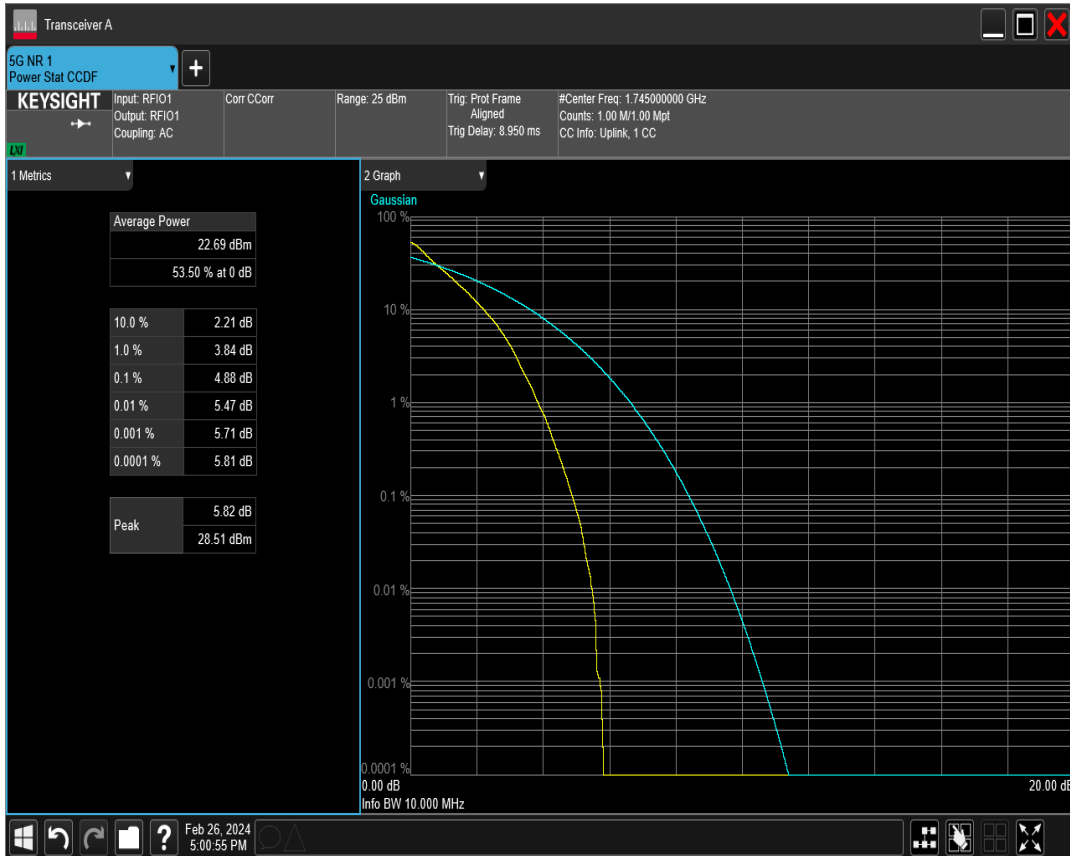 Transceiver A
5G NR 1
Power Stat CCDF
KEYSIGHT
LXI
Input: RFIO1
Output: RFIO1
Coupling: AC
Corr CCorr
Range: 25 dBm
Trig: Prot Frame
Aligned
Trig Delay: 8.950 ms
#Center Freq: 1.745000000 GHz
Counts: 1.00 M/1.00 Mpt
CC Info: Uplink, 1 CC
1 Metrics
Average Power
22.69 dBm
53.50 % at 0 dB
10.0 % 2.21 dB
1.0 % 3.84 dB
0.1 % 4.88 dB
0.01 % 5.47 dB
0.001 % 5.71 dB
0.0001 % 5.81 dB
Peak
5.82 dB
28.51 dBm
2 Graph
Gaussian
100 %
10 %
1 %
0.1 %
0.01 %
0.001 %
0.0001 %
0.00 dB 20.00 dB
Info BW 10.000 MHz
?
Feb 26, 2024
5:00:55 PM